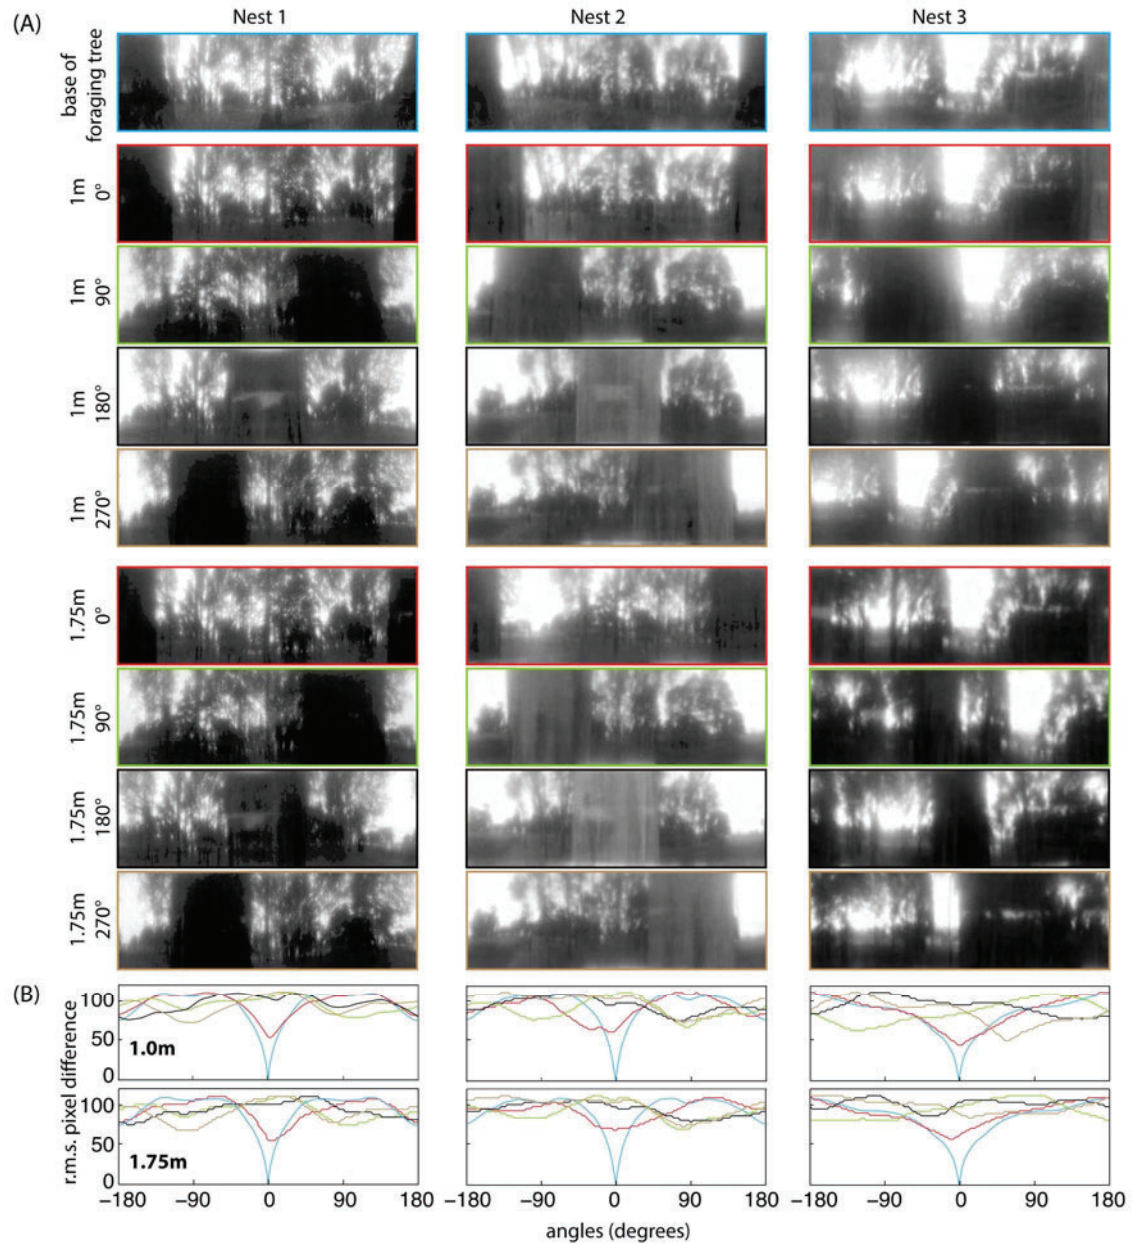 (A)
Nest 1
Nest 2
Nest 3
base of
foraging tree
1m
0°
1m
90°
1m
180°
1m
270°
1.75m
0°
1.75m
90°
1.75m
180°
1.75m
270°
(B)
r.m.s. pixel difference
100
50
0
1.0m
100
50
0
1.75m
−180 −90 0 90 180
−180 −90 0 90 180
−180 −90 0 90 180
angles (degrees)